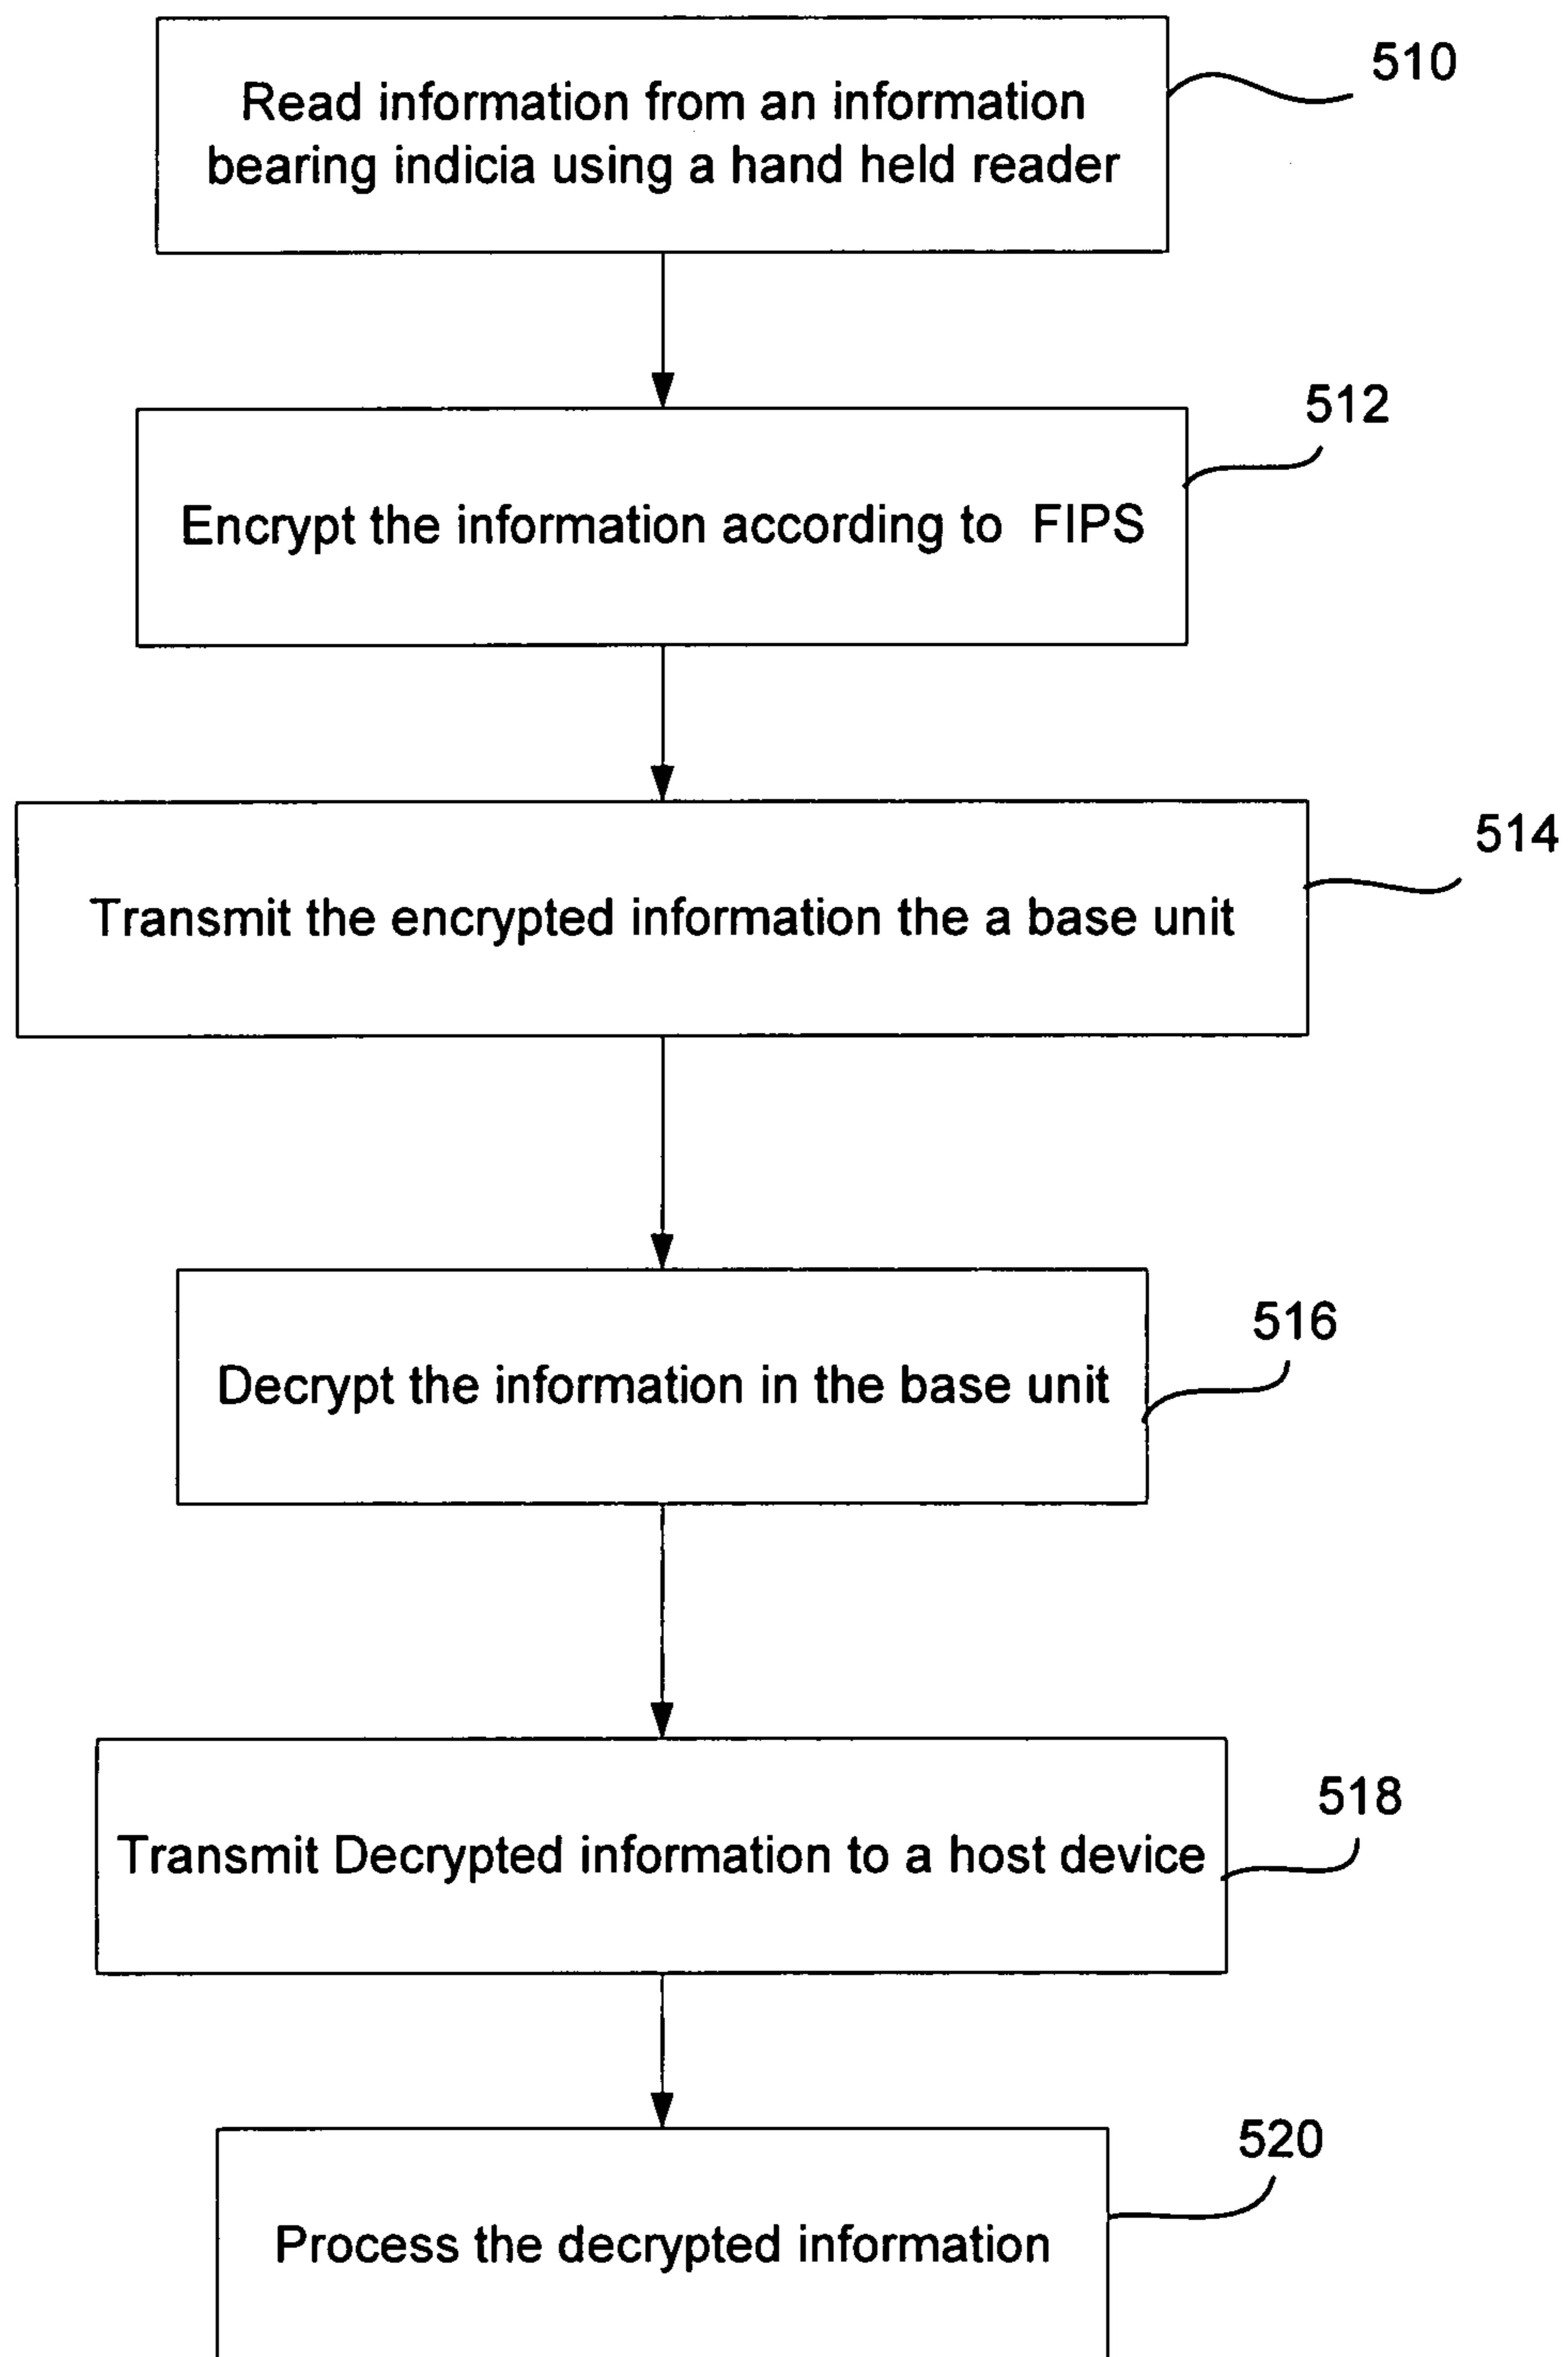 Read information from an information
bearing indicia using a hand held reader
510
Encrypt the information according to FIPS
512
Transmit the encrypted information the a base unit
514
Decrypt the information in the base unit
516
Transmit Decrypted information to a host device
518
Process the decrypted information
520